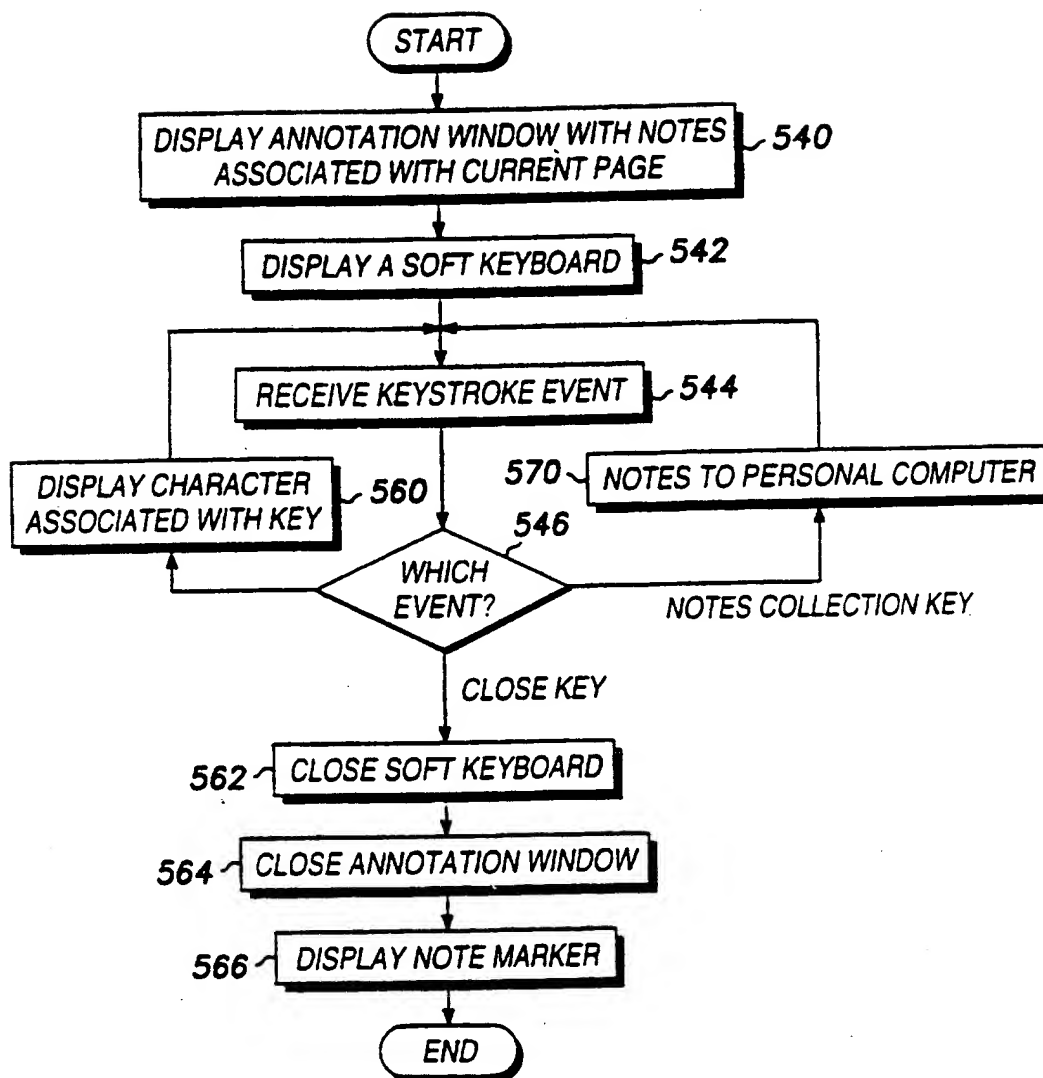 START
DISPLAY ANNOTATION WINDOW WITH NOTES
ASSOCIATED WITH CURRENT PAGE
540
DISPLAY A SOFT KEYBOARD
542
RECEIVE KEYSTROKE EVENT
544
DISPLAY CHARACTER
ASSOCIATED WITH KEY
560
570
NOTES TO PERSONAL COMPUTER
546
WHICH
EVENT?
NOTES COLLECTION KEY
CLOSE KEY
562
CLOSE SOFT KEYBOARD
564
CLOSE ANNOTATION WINDOW
566
DISPLAY NOTE MARKER
END